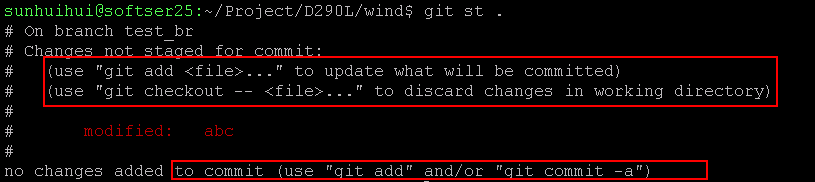 sunhuihui@softser25:~/Project/D290L/wind$ git st .
# On branch test_br
# Changes not staged for commit:
#   (use "git add <file>..." to update what will be committed)
#   (use "git checkout -- <file>..." to discard changes in working directory)
#
#       modified:   abc
#
no changes added to commit (use "git add" and/or "git commit -a")